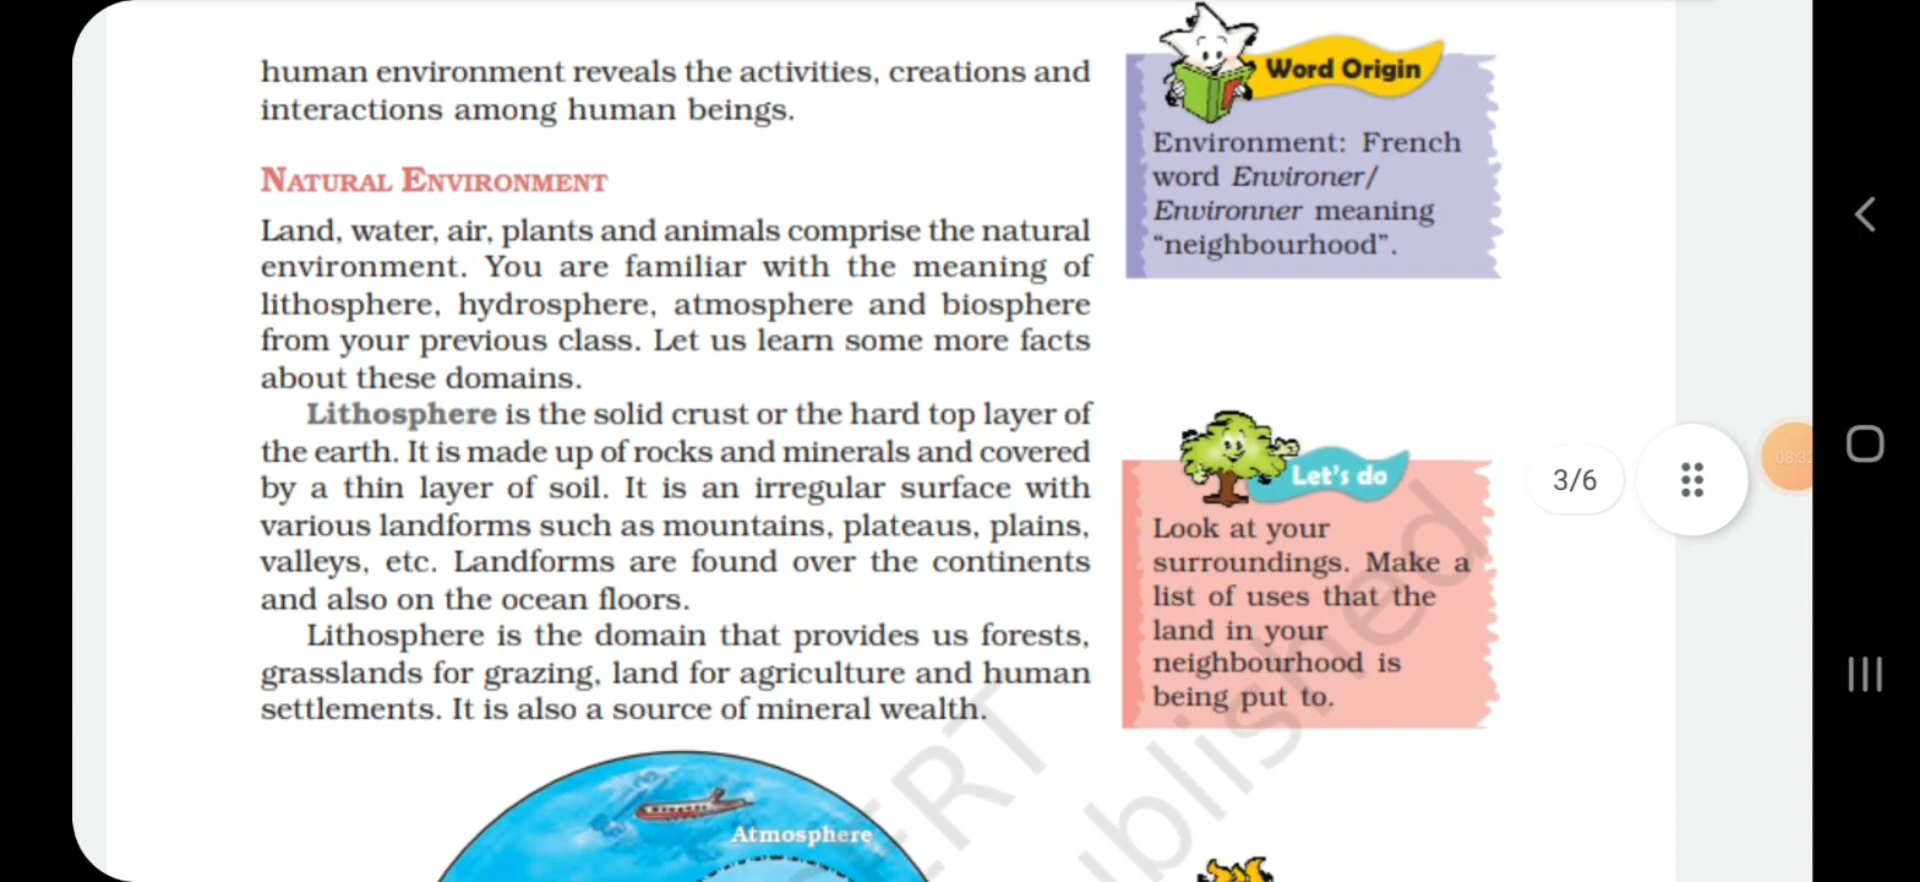 human environment reveals the activities, creations and
interactions among human beings.
NATURAL ENVIRONMENT
Land, water, air, plants and animals comprise the natural
environment. You are familiar with the meaning of
lithosphere, hydrosphere, atmosphere and biosphere
from your previous class. Let us learn some more facts
about these domains.
Lithosphere is the solid crust or the hard top layer of
the earth. It is made up of rocks and minerals and covered
by a thin layer of soil. It is an irregular surface with
various landforms such as mountains, plateaus, plains,
valleys, etc. Landforms are found over the continents
and also on the ocean floors.
Lithosphere is the domain that provides us forests,
grasslands for grazing, land for agriculture and human
settlements. It is also a source of mineral wealth.
Atmosphere
Word Origin
Environment: French
word Environer/
Environner meaning
“neighbourhood”.
Let's do
Look at your
surroundings. Make a
list of uses that the
land in your
neighbourhood is
being put to.
3/6